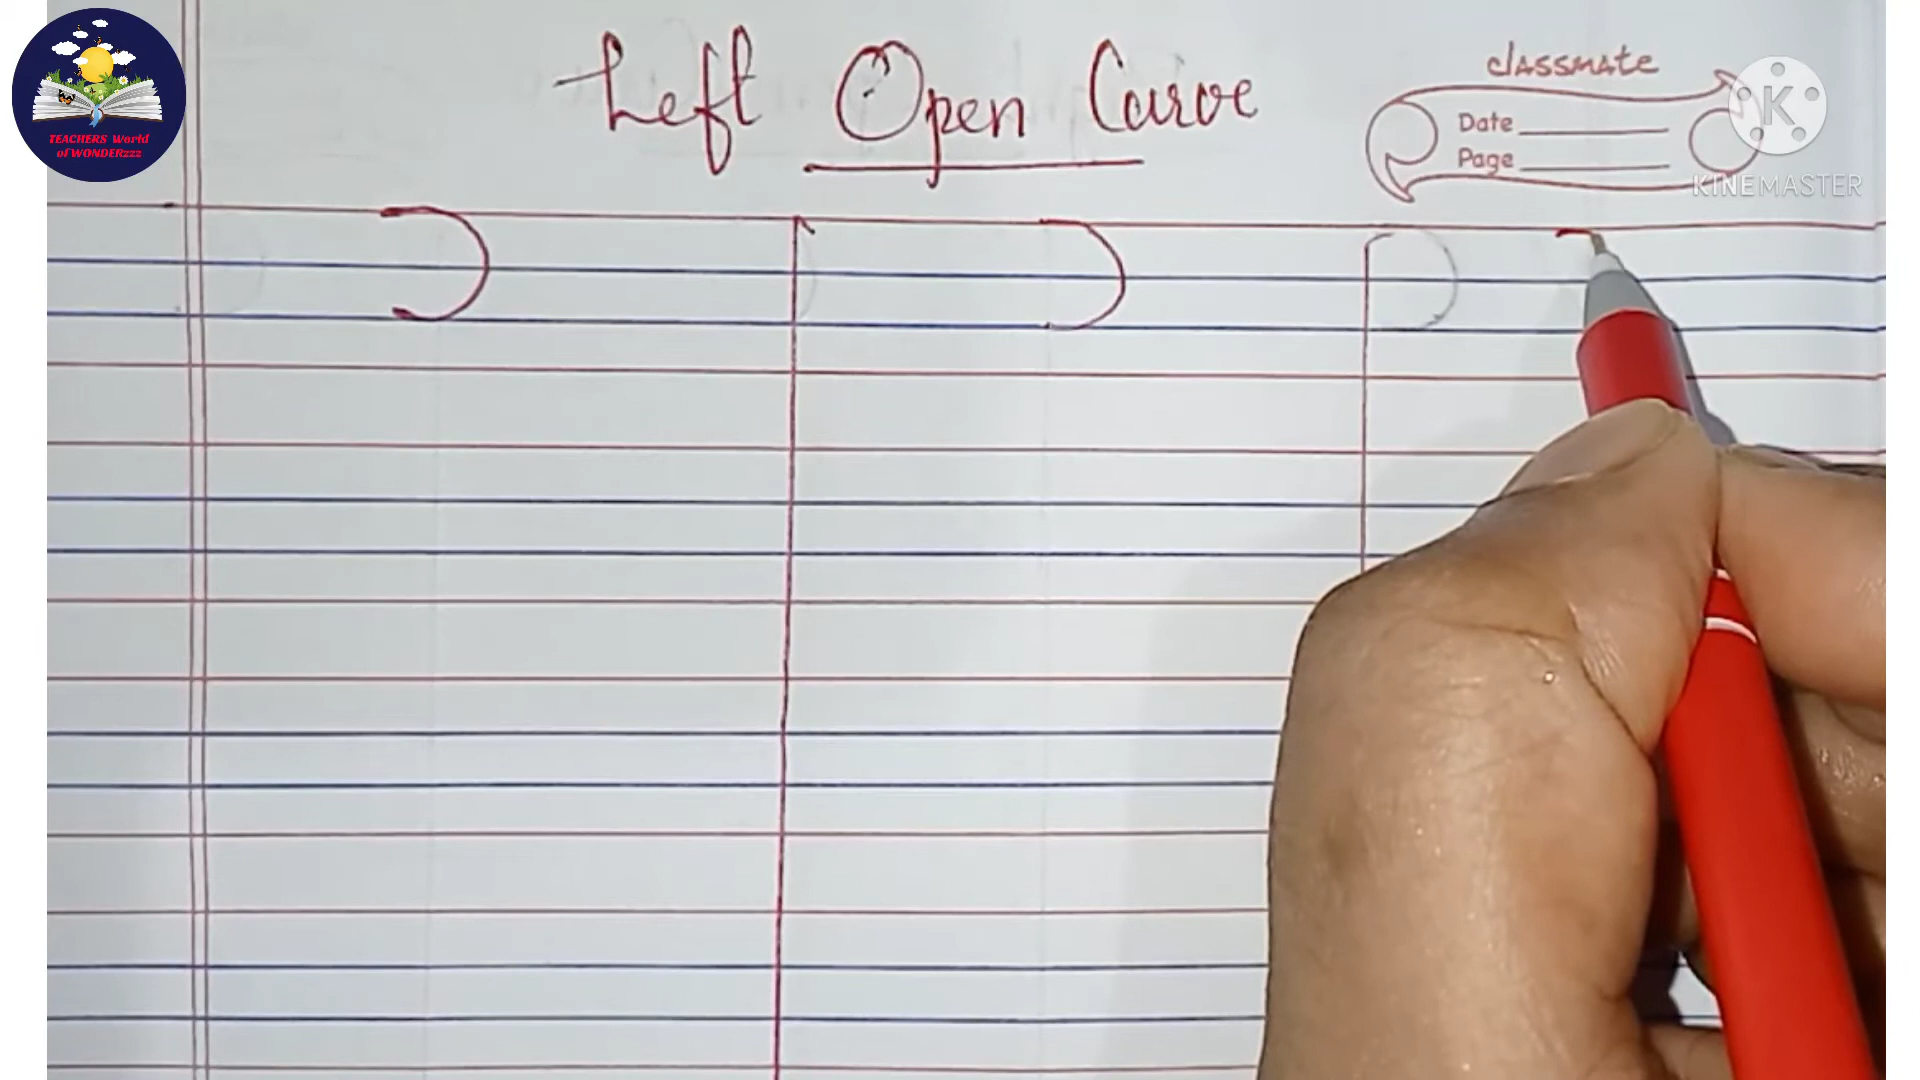 Left Open Curve
classmate
Date
Page
KINEMASTER
TEACHERS World
of WONDERzzz